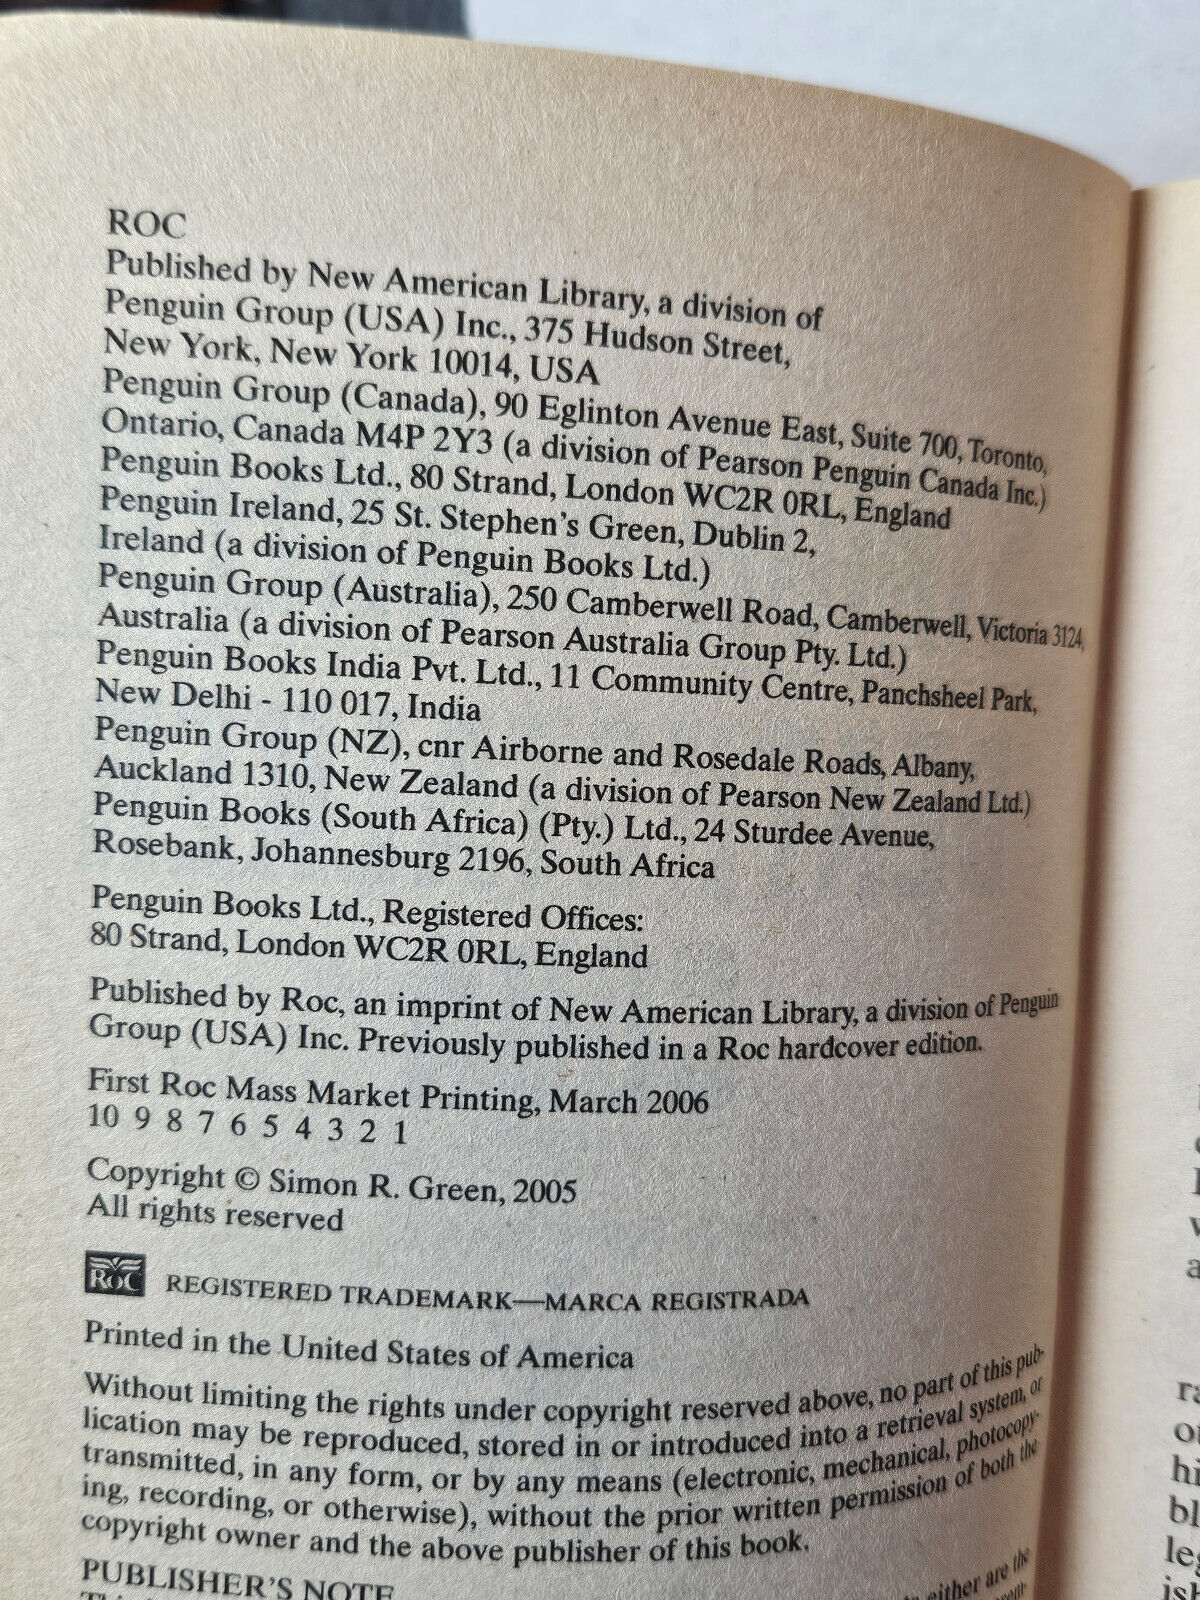 ROC
Published by New American Library, a division of
Penguin Group (USA) Inc., 375 Hudson Street,
New York, New York 10014, USA
Penguin Group (Canada), 90 Eglinton Avenue East, Suite 700, Toronto,
Ontario, Canada M4P 2Y3 (a division of Pearson Penguin Canada Inc.)
Penguin Books Ltd., 80 Strand, London WC2R 0RL, England
Penguin Ireland, 25 St. Stephen's Green, Dublin 2,
Ireland (a division of Penguin Books Ltd.)
Penguin Group (Australia), 250 Camberwell Road, Camberwell, Victoria 3124,
Australia (a division of Pearson Australia Group Pty. Ltd.)
Penguin Books India Pvt. Ltd., 11 Community Centre, Panchsheel Park,
New Delhi - 110 017, India
Penguin Group (NZ), cnr Airborne and Rosedale Roads, Albany,
Auckland 1310, New Zealand (a division of Pearson New Zealand Ltd.)
Penguin Books (South Africa) (Pty.) Ltd., 24 Sturdee Avenue,
Rosebank, Johannesburg 2196, South Africa
Penguin Books Ltd., Registered Offices:
80 Strand, London WC2R 0RL, England
Published by Roc, an imprint of New American Library, a division of Penguin
Group (USA) Inc. Previously published in a Roc hardcover edition.
First Roc Mass Market Printing, March 2006
10 9 8 7 6 5 4 3 2 1
Copyright © Simon R. Green, 2005
All rights reserved
ROC REGISTERED TRADEMARK—MARCA REGISTRADA
Printed in the United States of America
Without limiting the rights under copyright reserved above, no part of this pub-
lication may be reproduced, stored in or introduced into a retrieval system, or
transmitted, in any form, or by any means (electronic, mechanical, photocopy-
ing, recording, or otherwise), without the prior written permission of both the
copyright owner and the above publisher of this book.
PUBLISHER'S NOTE
either are the